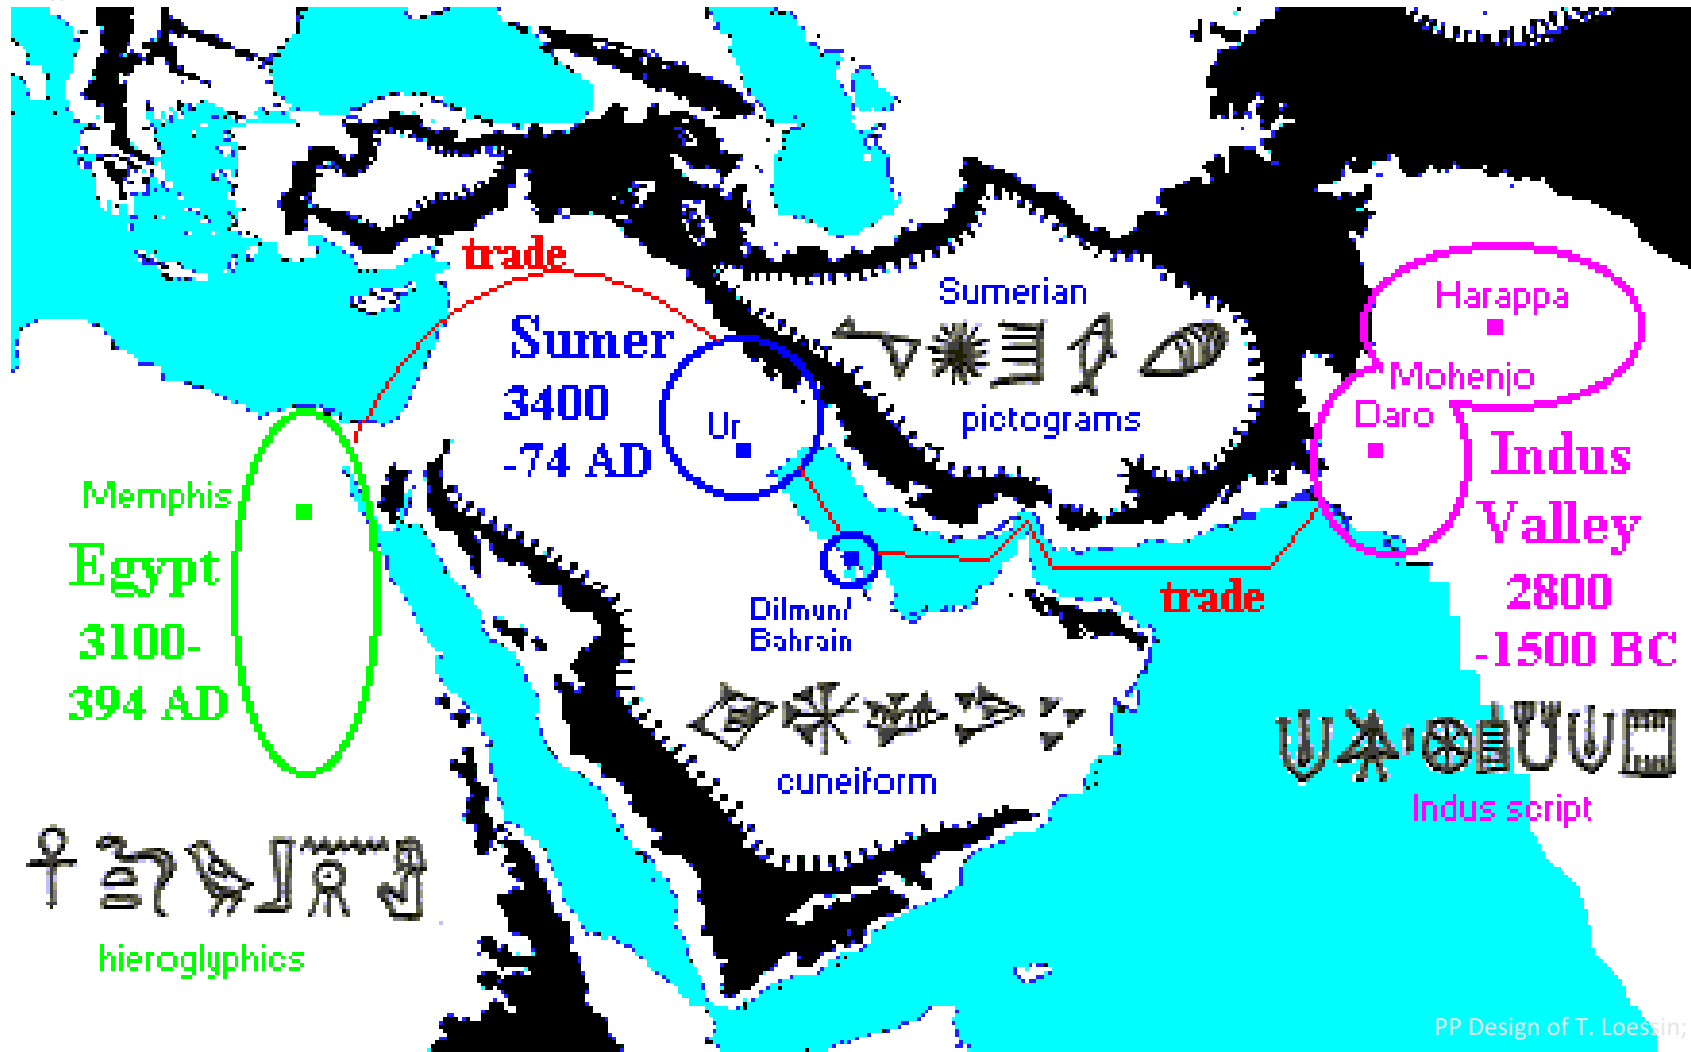 trade
Sumerian
pictograms
Sumer
3400
-74 AD
Ur
Harappa
Mohenjo
Daro
Indus
Valley
2800
-1500 BC
Indus script
trade
Memphis
Egypt
3100-
394 AD
hieroglyphics
Dilmun/
Bahrain
cuneiform
PP Design of T. Loessin;